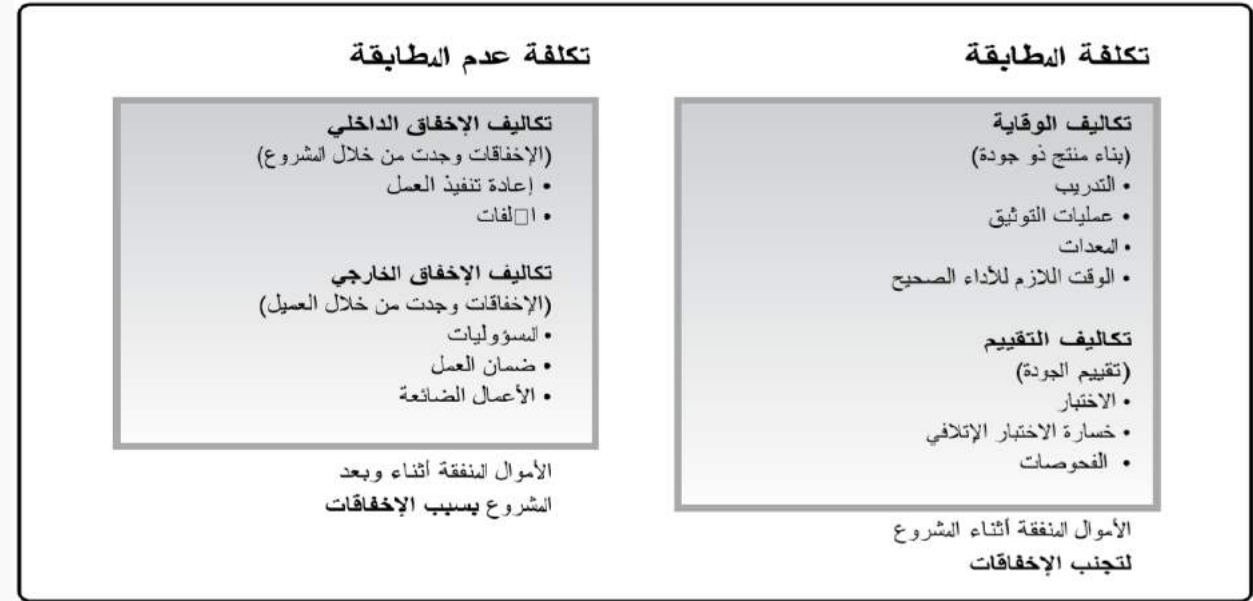 تكلفة المطابقة
تكاليف الوقاية
(بناء منتج ذو جودة)
• التدريب
• عمليات التوثيق
• المعدات
• الوقت اللازم للأداء الصحيح
تكاليف التقييم
(تقييم الجودة)
• الاختبار
• خسارة الاختبار الإتلافي
• الفحوصات
الأموال المنفقة أثناء المشروع
لتجنب الإخفاقات
تكلفة عدم المطابقة
تكاليف الإخفاق الداخلي
(الإخفاقات وجدت من خلال المشروع)
• إعادة تنفيذ العمل
تكاليف الإخفاق الخارجي
(الإخفاقات وجدت من خلال العميل)
• المسؤوليات
• ضمان العمل
• الأعمال الضائعة
الأموال المنفقة أثناء وبعد
المشروع بسبب الإخفاقات